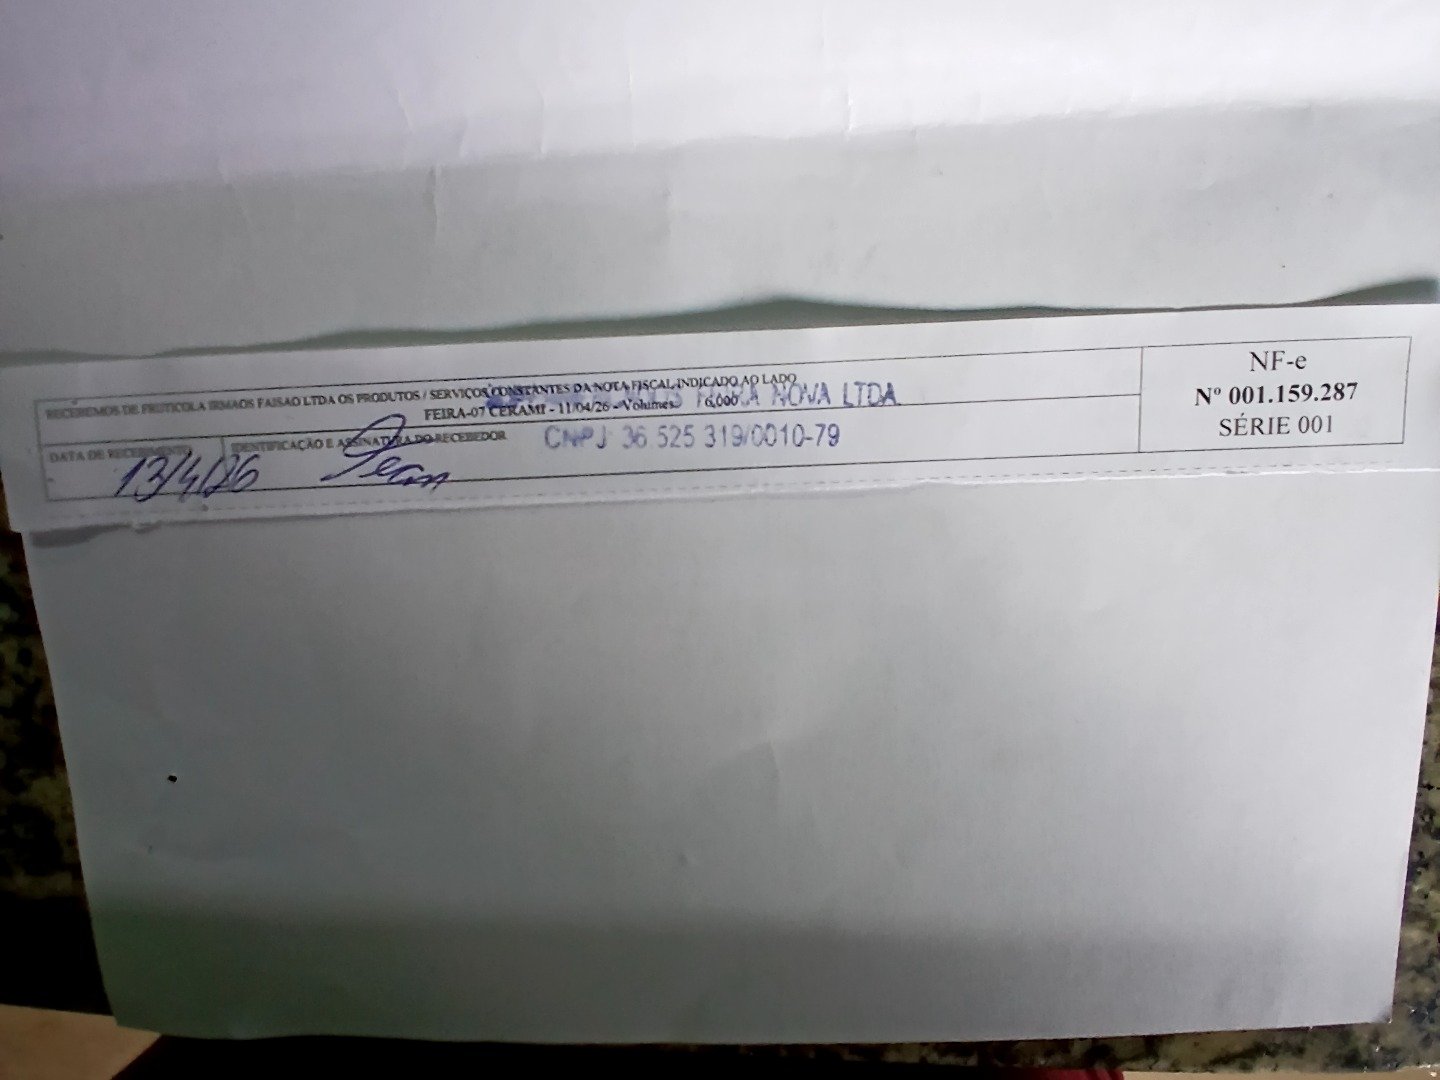 RECEBEMOS DE FRUTICOLA IRMAOS FAISAO LTDA OS PRODUTOS / SERVIÇOS CONSTANTES DA NOTA FISCAL INDICADO AO LADO
FEIRA-07 CERAMI - 11/04/26 - Volumes: 6,000
NOVA LTDA
DATA DE RECEBIMENTO
IDENTIFICAÇÃO E ASSINATURA DO RECEBEDOR
CNPJ 36 525 319/0010-79
13/4/26
NF-e
Nº 001.159.287
SÉRIE 001